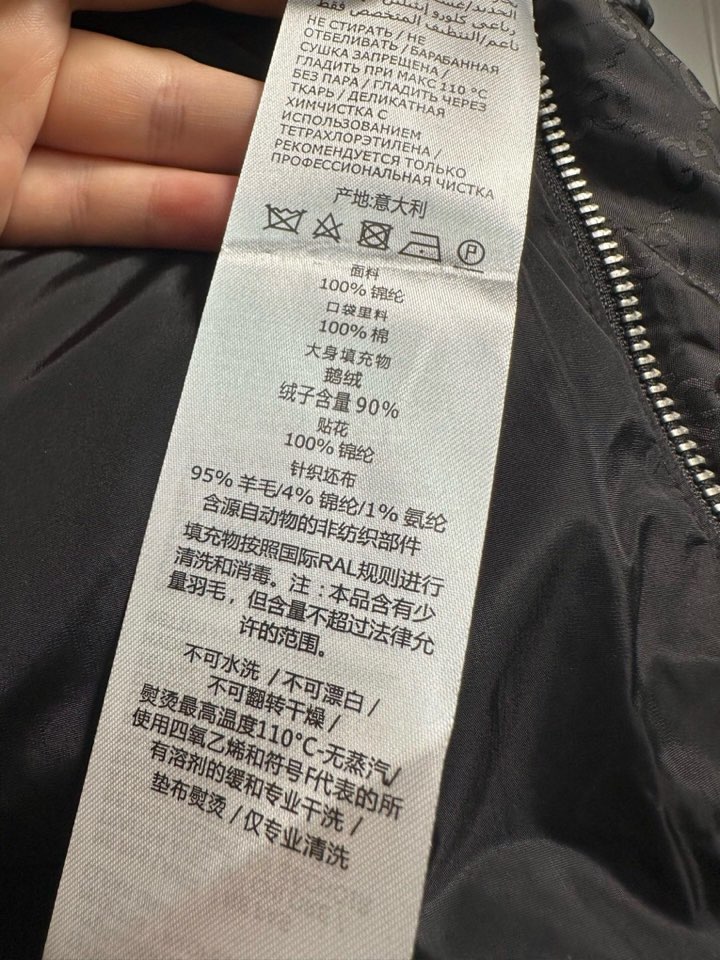 ناعم/التنظيف المتخصص فقط
НЕ СТИРАТЬ / НЕ
ОТБЕЛИВАТЬ / БАРАБАННАЯ
СУШКА ЗАПРЕЩЕНА /
ГЛАДИТЬ ПРИ МАКС 110 °C
БЕЗ ПАРА / ГЛАДИТЬ ЧЕРЕЗ
ТКАРЬ / ДЕЛИКАТНАЯ
ХИМЧИСТКА С
ИСПОЛЬЗОВАНИЕМ
ТЕТРАХЛОРЭТИЛЕНА /
РЕКОМЕНДУЕТСЯ ТОЛЬКО
ПРОФЕССИОНАЛЬНАЯ ЧИСТКА
产地:意大利
P
面料
100% 锦纶
口袋里料
100% 棉
大身填充物
鹅绒
绒子含量 90%
贴花
100% 锦纶
针织坯布
95% 羊毛/4% 锦纶/1% 氨纶
含源自动物的非纺织部件
填充物按照国际RAL规则进行
清洗和消毒。注：本品含有少
量羽毛，但含量不超过法律允
许的范围。
不可水洗 /不可漂白 /
不可翻转干燥 /
熨烫最高温度110°C-无蒸汽/
使用四氯乙烯和符号F代表的所
有溶剂的缓和专业干洗 /
垫布熨烫 / 仅专业清洗